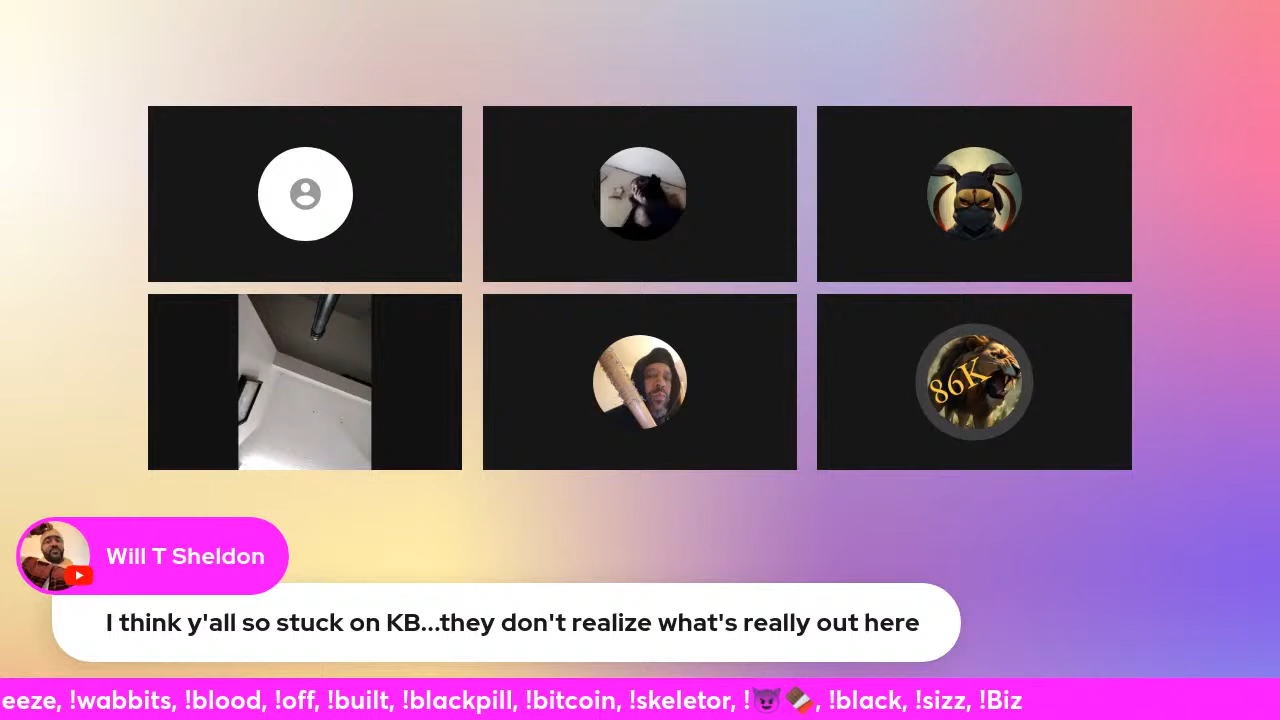 86K
Will T Sheldon
I think y'all so stuck on KB...they don't realize what's really out here
eeze, !wabbits, !blood, !off, !built, !blackpill, !bitcoin, !skeletor, !😈🍫, !black, !sizz, !Biz